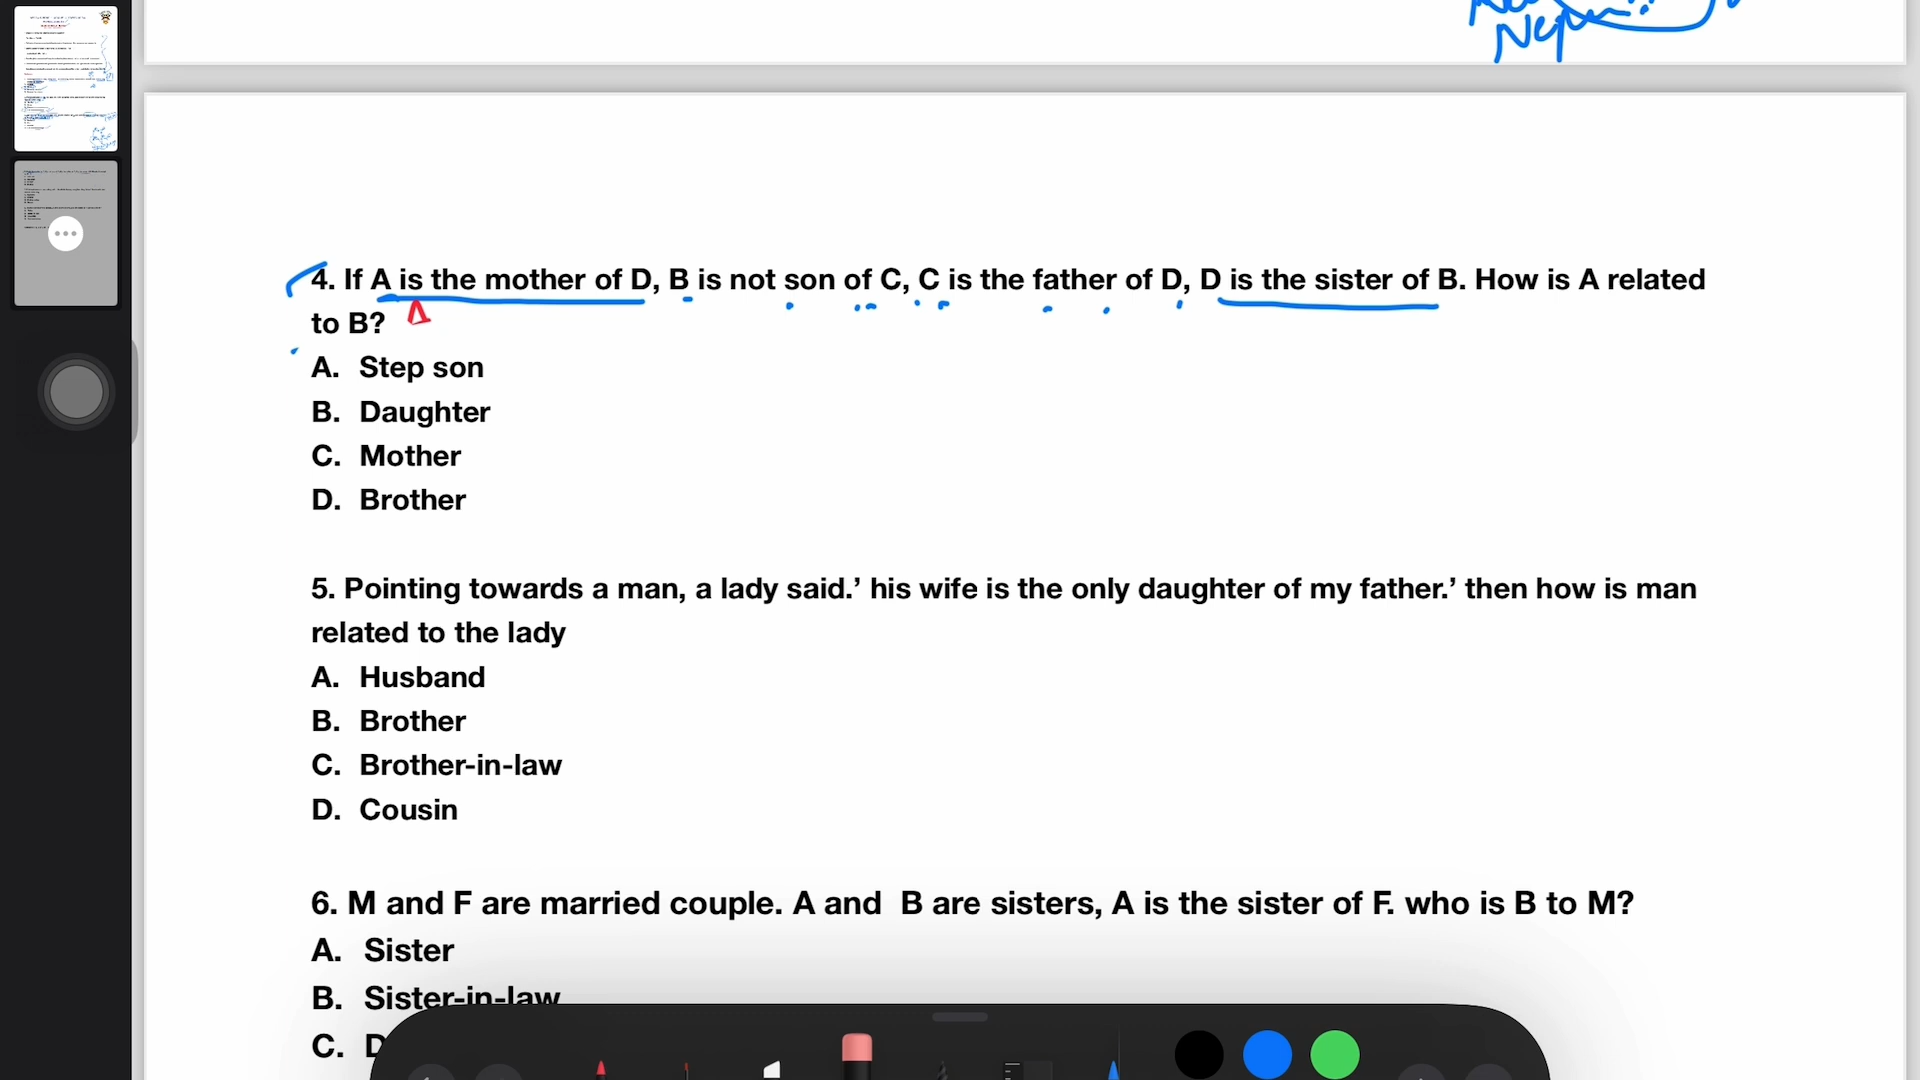 4. If A is the mother of D, B is not son of C, C is the father of D, D is the sister of B. How is A related
to B?
A. Step son
B. Daughter
C. Mother
D. Brother
5. Pointing towards a man, a lady said.’ his wife is the only daughter of my father.’ then how is man
related to the lady
A. Husband
B. Brother
C. Brother-in-law
D. Cousin
6. M and F are married couple. A and B are sisters, A is the sister of F. who is B to M?
A. Sister
B. Sister-in-law
C. D